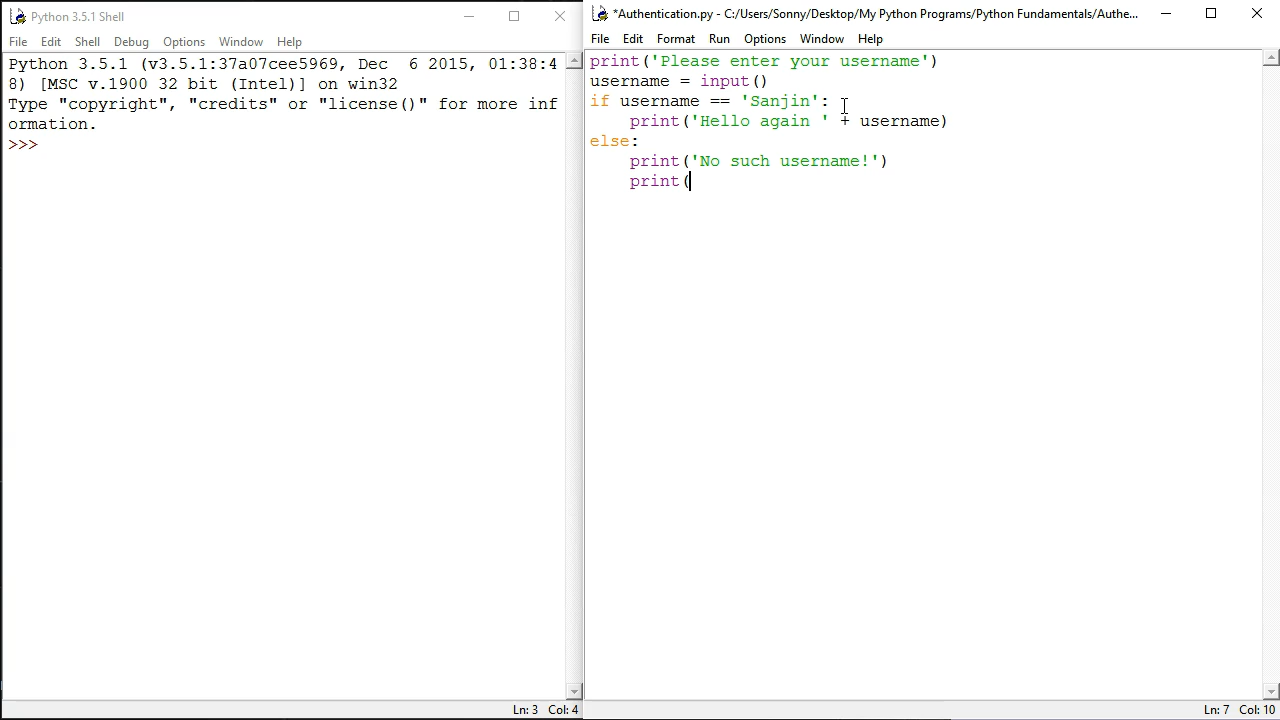 Python 3.5.1 Shell
File Edit Shell Debug Options Window Help
Python 3.5.1 (v3.5.1:37a07cee5969, Dec  6 2015, 01:38:4
8) [MSC v.1900 32 bit (Intel)] on win32
Type "copyright", "credits" or "license()" for more inf
ormation.
>>>
Ln: 3 Col: 4
*Authentication.py - C:/Users/Sonny/Desktop/My Python Programs/Python Fundamentals/Authe...
File Edit Format Run Options Window Help
print('Please enter your username')
username = input()
if username == 'Sanjin':
    print('Hello again ' + username)
else:
    print('No such username!')
    print(
Ln: 7 Col: 10